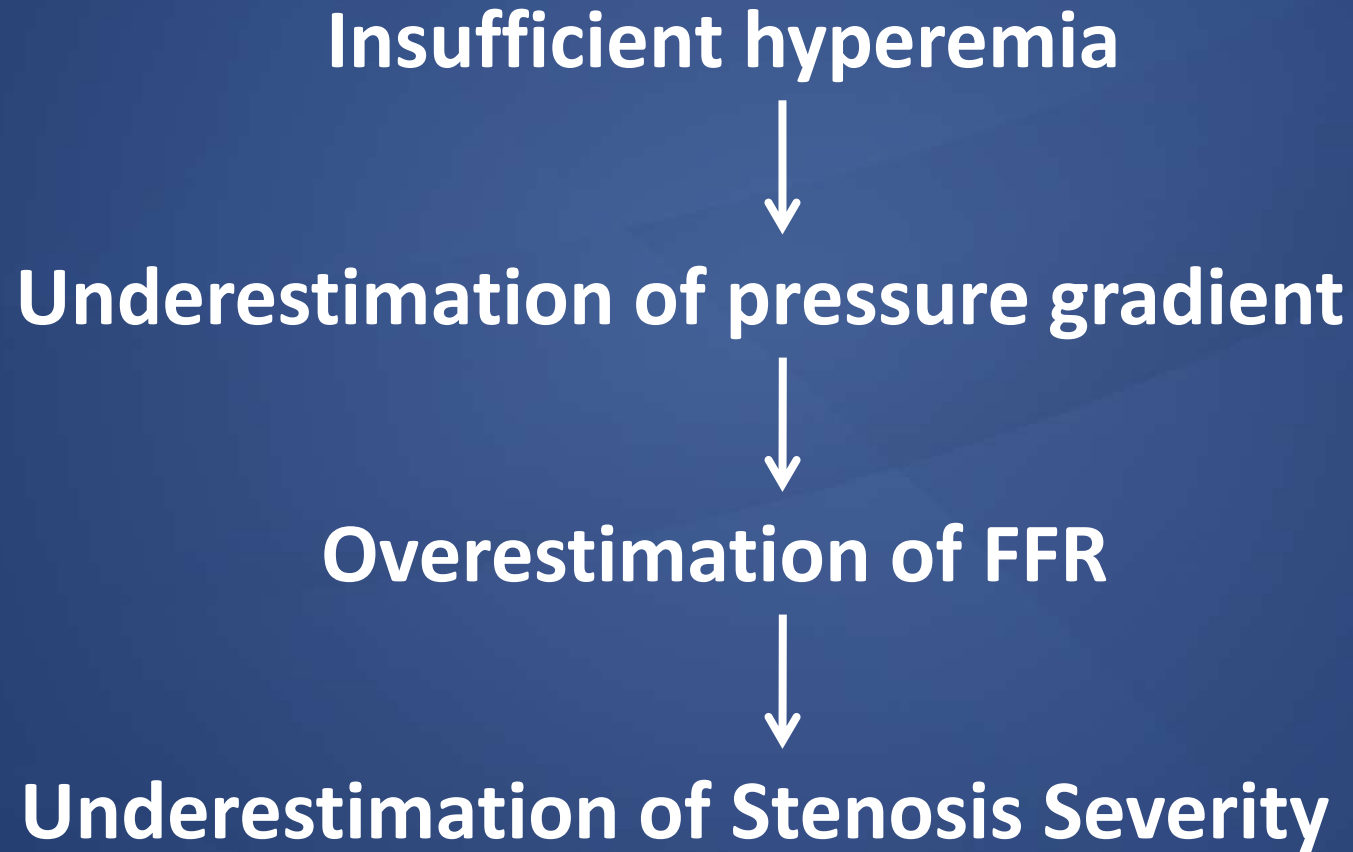 Insufficient hyperemia
Underestimation of pressure gradient
Overestimation of FFR
Underestimation of Stenosis Severity